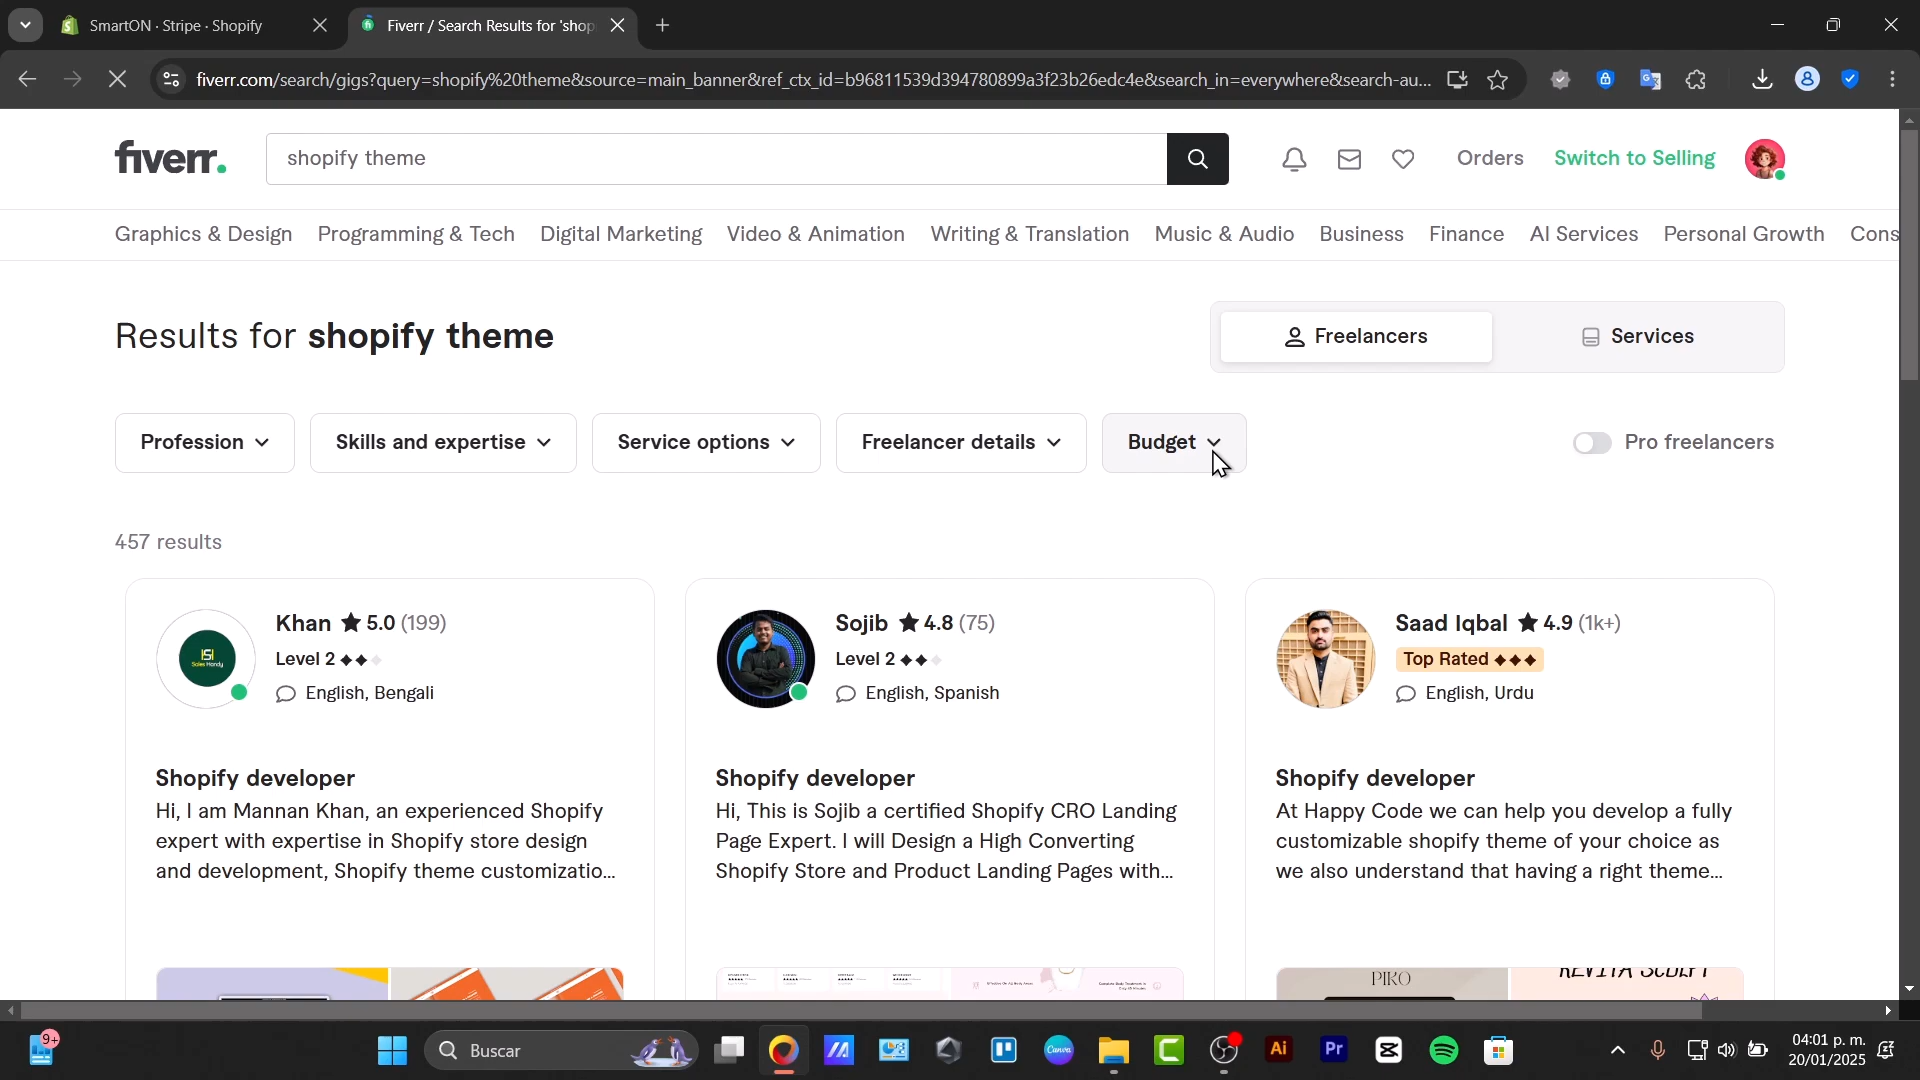 SmartON · Stripe · Shopify
Fiverr / Search Results for 'shop
fiverr.com/search/gigs?query=shopify%20theme&source=main_banner&ref_ctx_id=b96811539d394780899a3f23b26edc4e&search_in=everywhere&search-au...
fiverr.
shopify theme
Orders
Switch to Selling
Graphics & Design
Programming & Tech
Digital Marketing
Video & Animation
Writing & Translation
Music & Audio
Business
Finance
AI Services
Personal Growth
Cons
Results for shopify theme
Freelancers
Services
Profession
Skills and expertise
Service options
Freelancer details
Budget
Pro freelancers
457 results
Khan ★ 5.0 (199)
Level 2
English, Bengali
Shopify developer
Hi, I am Mannan Khan, an experienced Shopify
expert with expertise in Shopify store design
and development, Shopify theme customizatio...
Sojib ★ 4.8 (75)
Level 2
English, Spanish
Shopify developer
Hi, This is Sojib a certified Shopify CRO Landing
Page Expert. I will Design a High Converting
Shopify Store and Product Landing Pages with...
Saad Iqbal ★ 4.9 (1k+)
Top Rated
English, Urdu
Shopify developer
At Happy Code we can help you develop a fully
customizable shopify theme of your choice as
we also understand that having a right theme...
PIKO
REVITA SCULPT
9+
Buscar
Canva
Ai
Pr
04:01 p. m.
20/01/2025